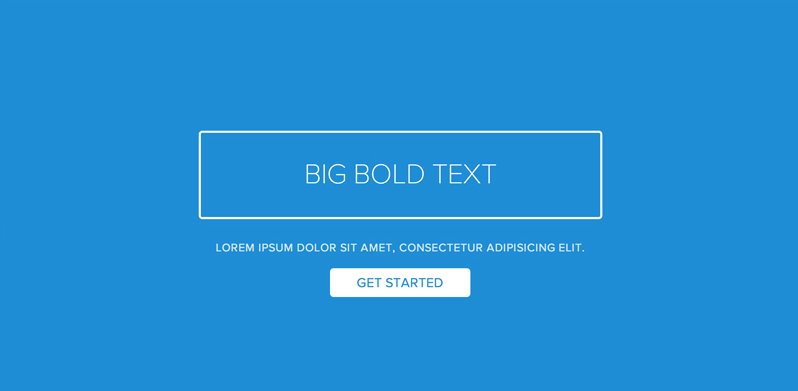 BIG BOLD TEXT
LOREM IPSUM DOLOR SIT AMET, CONSECTETUR ADIPISICING ELIT.
GET STARTED